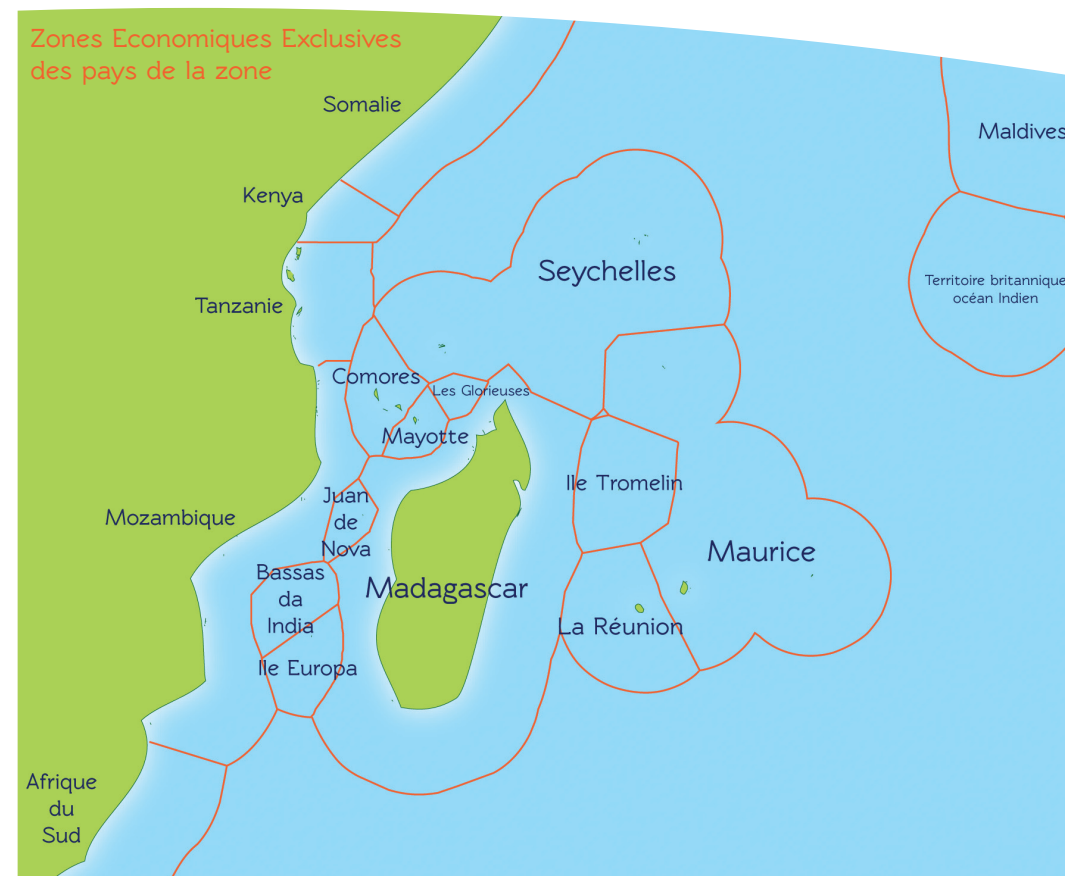 Zones Economiques Exclusives
des pays de la zone
Somalie
Maldives
Kenya
Seychelles
Territoire britannique
océan Indien
Tanzanie
Comores
Les Glorieuses
Mayotte
Ile Tromelin
Juan
de
Nova
Mozambique
Maurice
Bassas
da
India
Madagascar
La Réunion
Ile Europa
Afrique
du
Sud